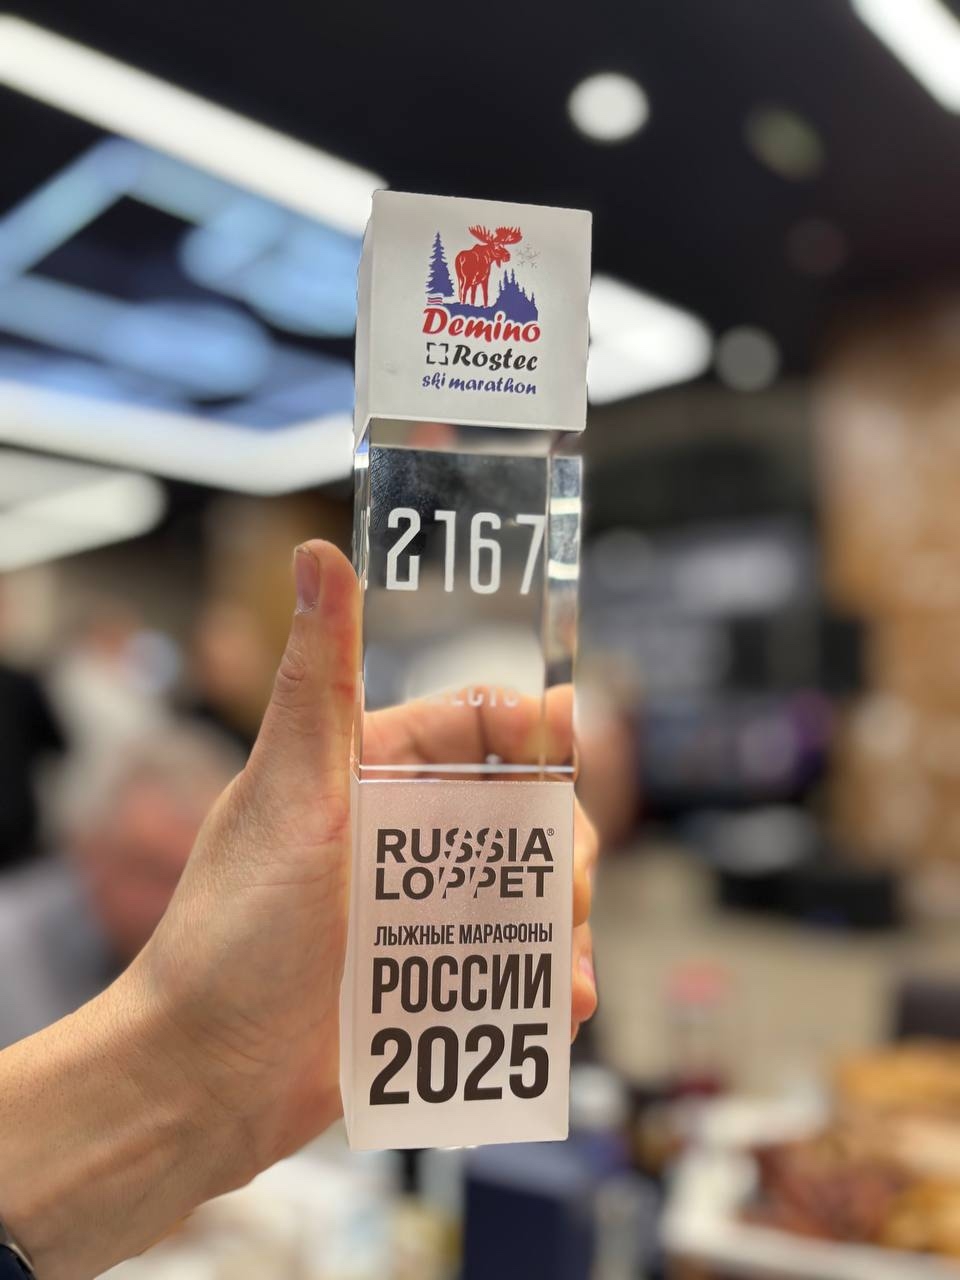 Demino
Rostec
ski marathon
2167
RUSSIA®
LOPPET
ЛЫЖНЫЕ МАРАФОНЫ
РОССИИ
2025